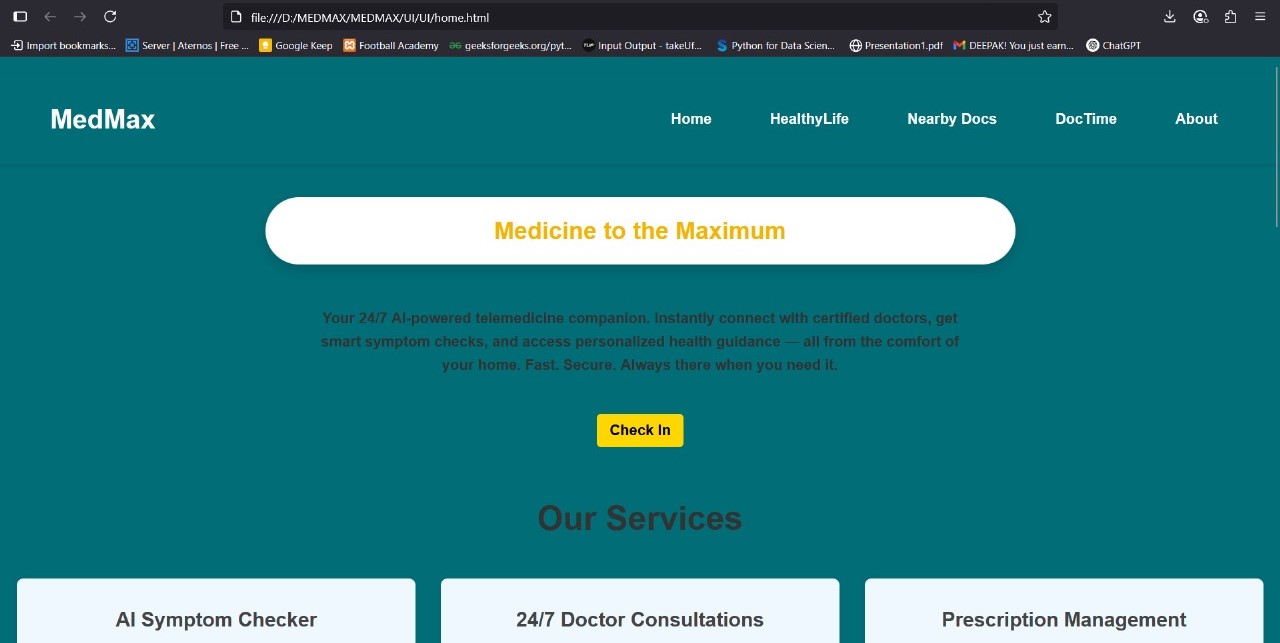 file:///D:/MEDMAX/MEDMAX/UI/UI/home.html
Import bookmarks... Server | Aternos | Free ... Google Keep Football Academy geeksforgeeks.org/pyt... Input Output - takeUf... Python for Data Scien... Presentation1.pdf DEEPAK! You just earn... ChatGPT
MedMax Home HealthyLife Nearby Docs DocTime About
Medicine to the Maximum
Your 24/7 AI-powered telemedicine companion. Instantly connect with certified doctors, get
smart symptom checks, and access personalized health guidance — all from the comfort of
your home. Fast. Secure. Always there when you need it.
Check In
Our Services
AI Symptom Checker 24/7 Doctor Consultations Prescription Management